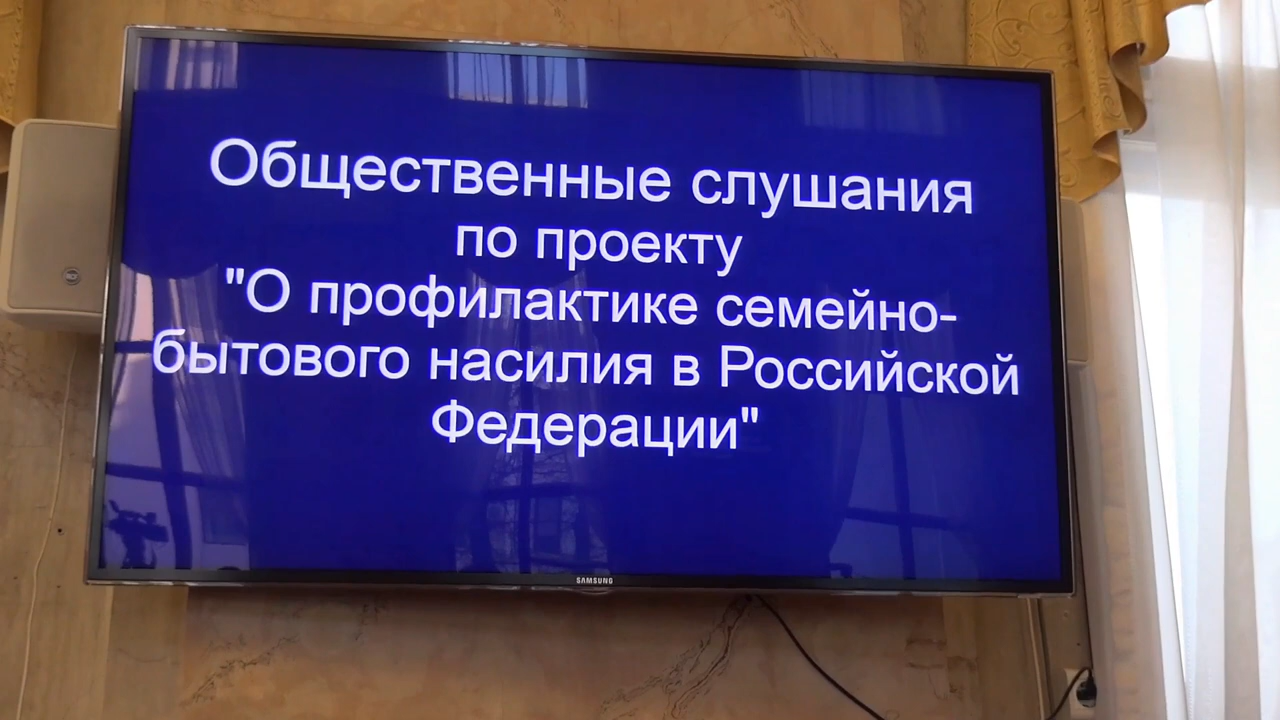 Общественные слушания
по проекту
"О профилактике семейно-
бытового насилия в Российской
Федерации"
SAMSUNG